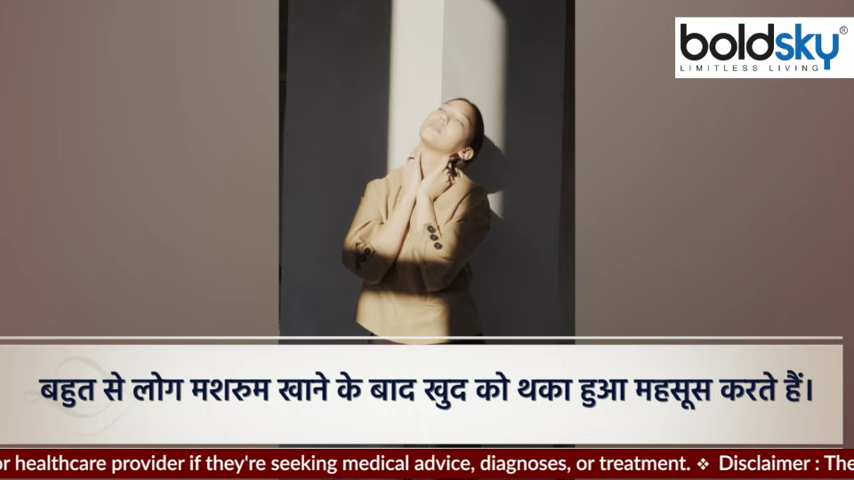 boldsky®
LIMITLESS LIVING
बहुत से लोग मशरुम खाने के बाद खुद को थका हुआ महसूस करते हैं।
or healthcare provider if they're seeking medical advice, diagnoses, or treatment. ❖ Disclaimer : The